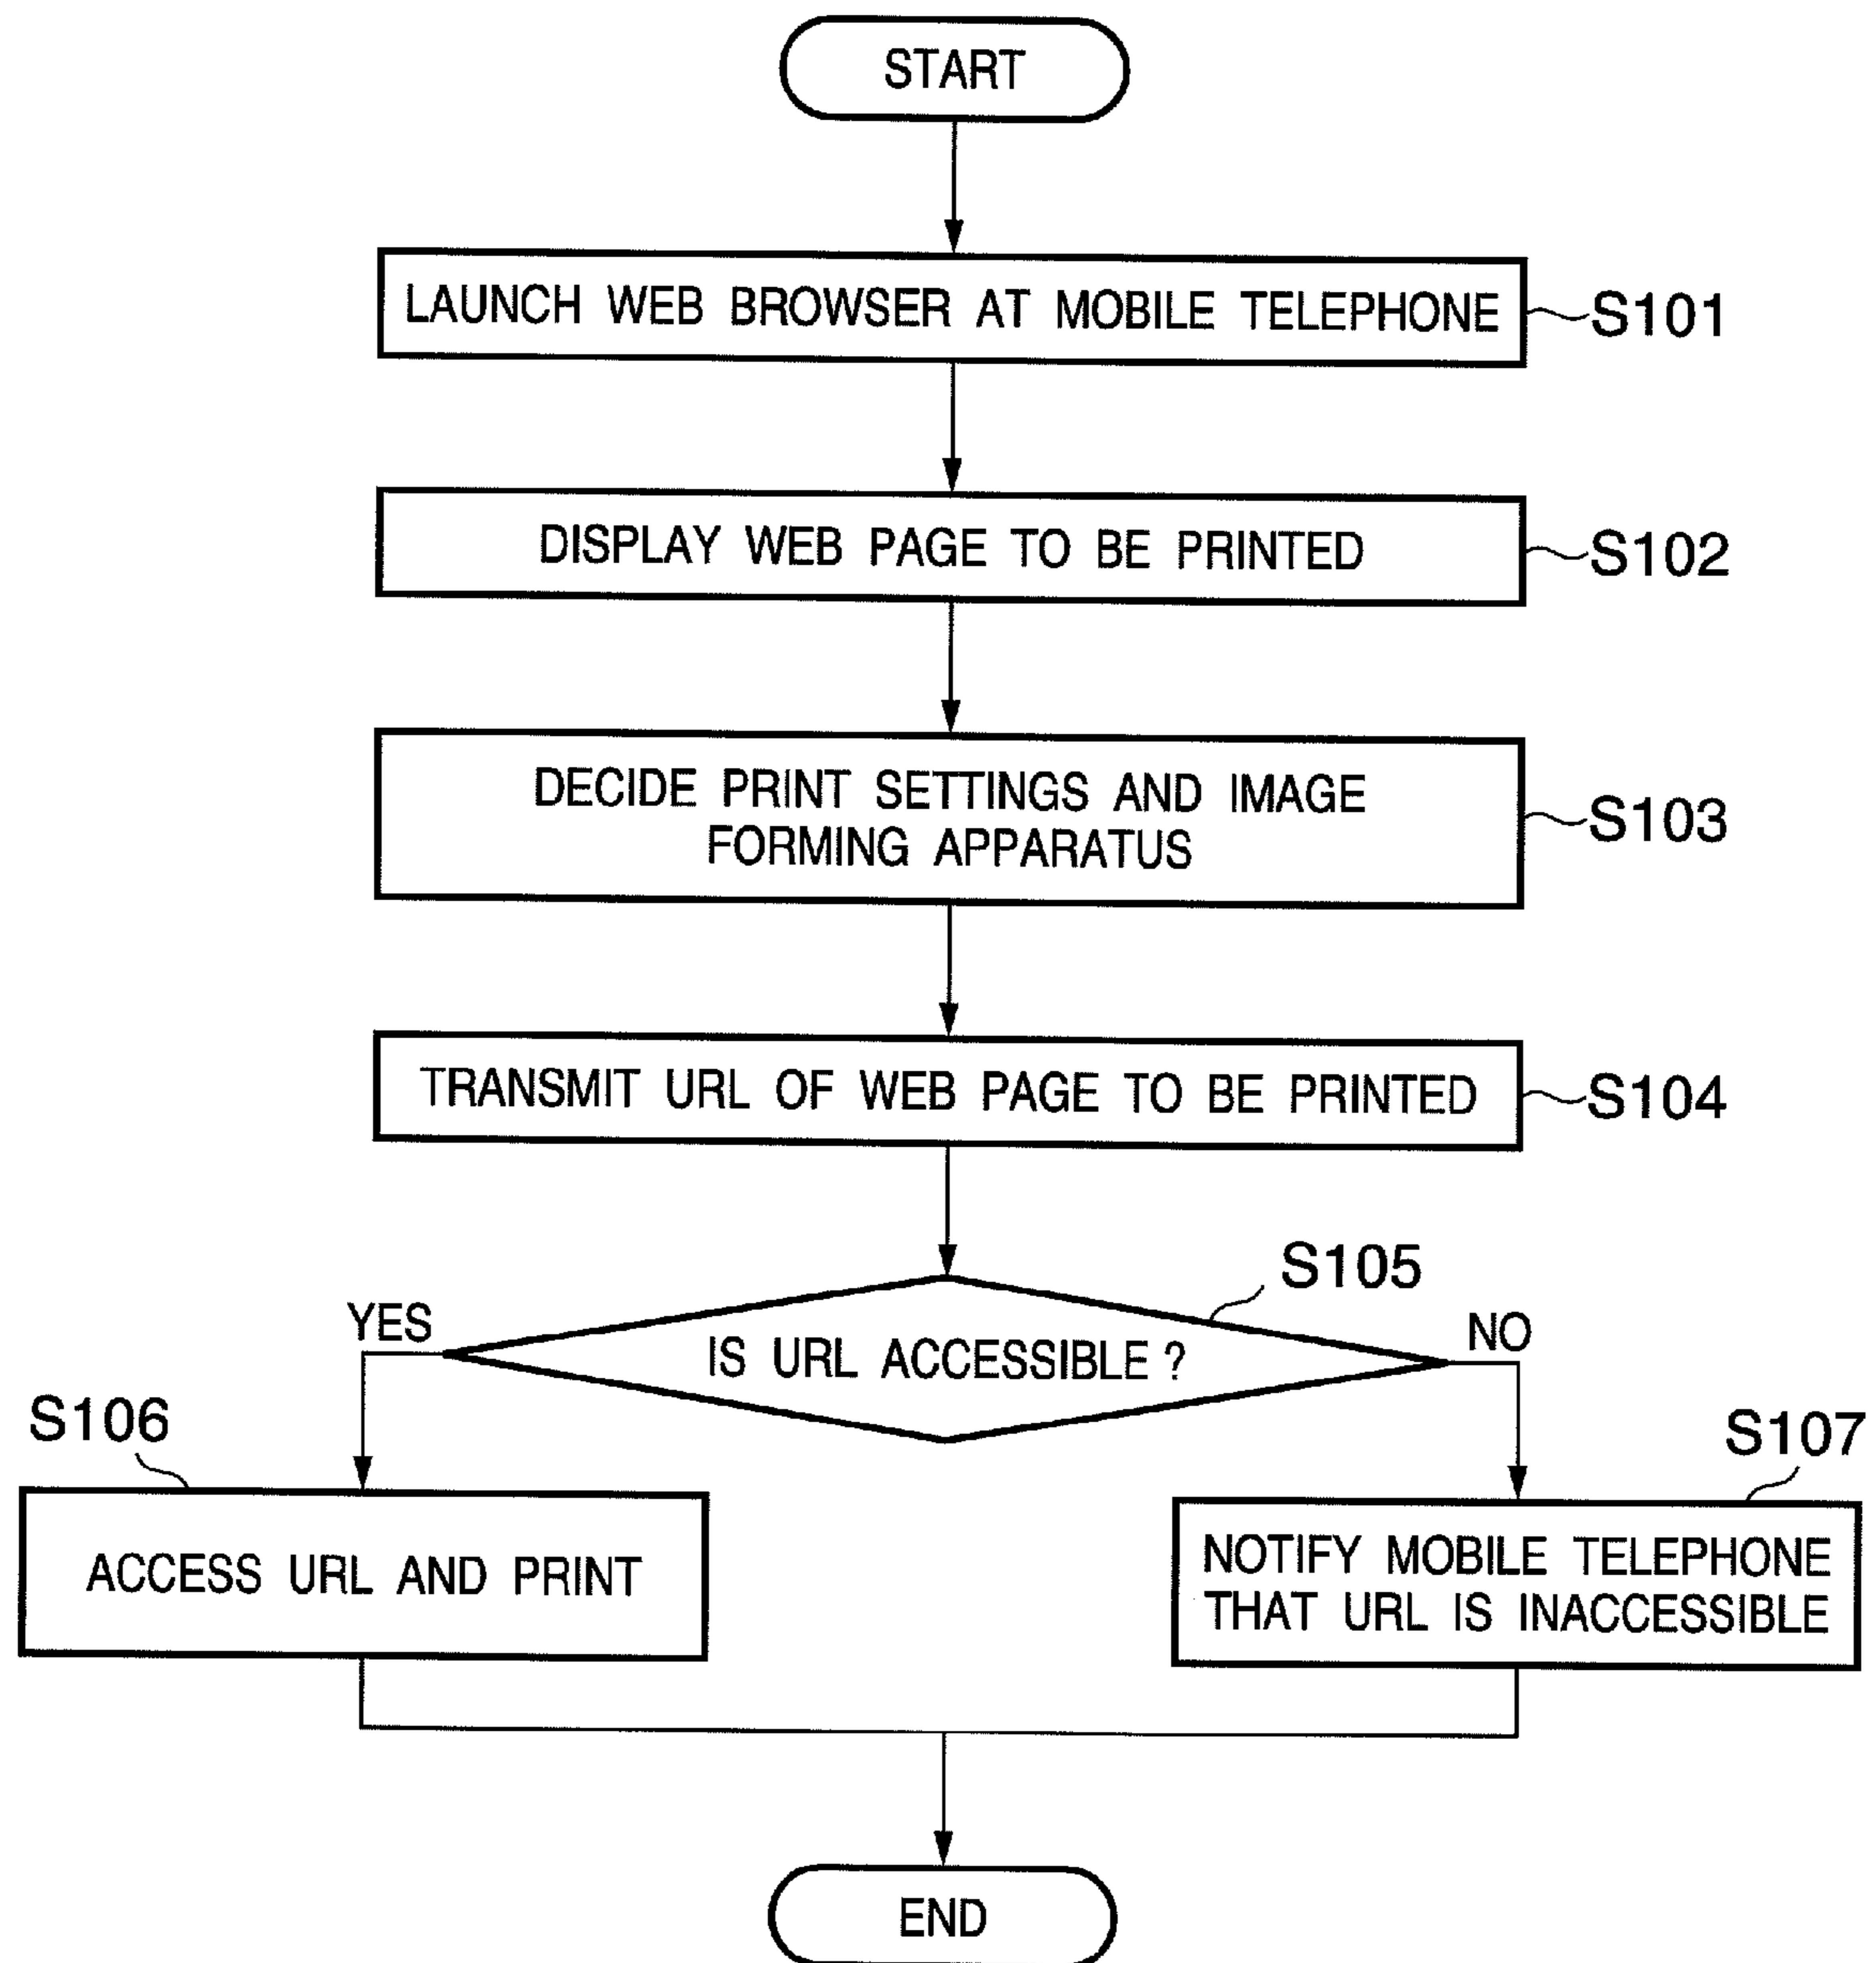 START
LAUNCH WEB BROWSER AT MOBILE TELEPHONE
S101
DISPLAY WEB PAGE TO BE PRINTED
S102
DECIDE PRINT SETTINGS AND IMAGE
FORMING APPARATUS
S103
TRANSMIT URL OF WEB PAGE TO BE PRINTED
S104
S105
YES
IS URL ACCESSIBLE?
NO
S106
S107
ACCESS URL AND PRINT
NOTIFY MOBILE TELEPHONE
THAT URL IS INACCESSIBLE
END